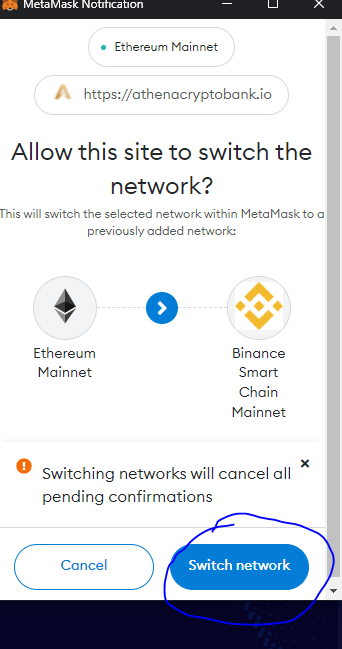 MetaMask Notification
Ethereum Mainnet
https://athenacryptobank.io
Allow this site to switch the
network?
This will switch the selected network within MetaMask to a
previously added network:
Ethereum
Mainnet
Binance
Smart
Chain
Mainnet
Switching networks will cancel all
pending confirmations
Cancel
Switch network